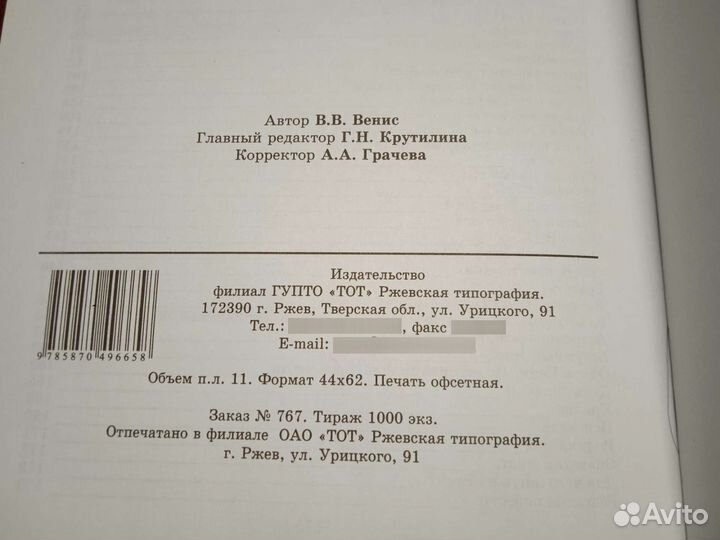 Автор В.В. Венис
Главный редактор Г.Н. Крутилина
Корректор А.А. Грачева
Издательство
филиал ГУПТО «ТОТ» Ржевская типография.
172390 г. Ржев, Тверская обл., ул. Урицкого, 91
Тел.: , факс
E-mail:
9 785870 496658
Объем п.л. 11. Формат 44х62. Печать офсетная.
Заказ № 767. Тираж 1000 экз.
Отпечатано в филиале ОАО «ТОТ» Ржевская типография.
г. Ржев, ул. Урицкого, 91
Avito